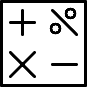 + %
× −